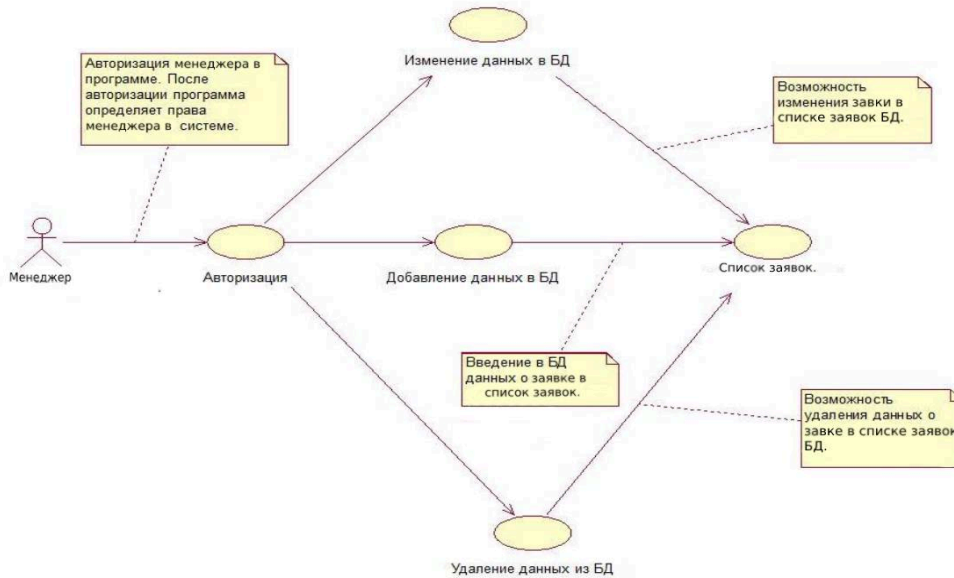 Изменение данных в БД
Авторизация менеджера в
программе. После
авторизации программа
определяет права
менеджера в системе.
Возможность
изменения завки в
списке заявок БД.
Менеджер
Авторизация
Добавление данных в БД
Список заявок.
Введение в БД
данных о заявке в
список заявок.
Возможность
удаления данных о
завке в списке заявок
БД.
Удаление данных из БД